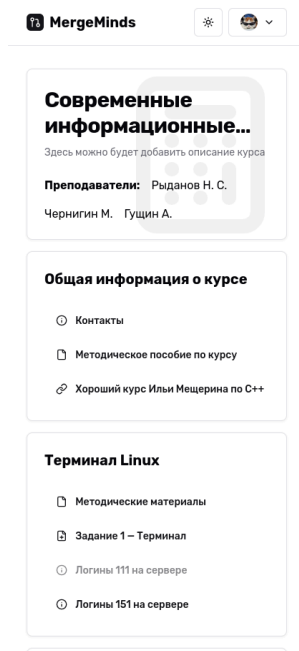 MergeMinds
Современные
информационные...
Здесь можно будет добавить описание курса
Преподаватели: Рыданов Н. С.
Чернигин М. Гущин А.
Общая информация о курсе
Контакты
Методическое пособие по курсу
Хороший курс Ильи Мещерина по C++
Терминал Linux
Методические материалы
Задание 1 — Терминал
Логины 111 на сервере
Логины 151 на сервере